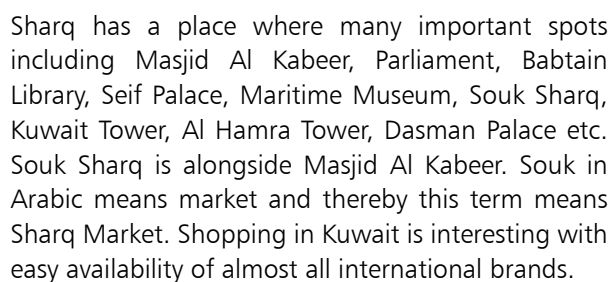 Sharq has a place where many important spots
including Masjid Al Kabeer, Parliament, Babtain
Library, Seif Palace, Maritime Museum, Souk Sharq,
Kuwait Tower, Al Hamra Tower, Dasman Palace etc.
Souk Sharq is alongside Masjid Al Kabeer. Souk in
Arabic means market and thereby this term means
Sharq Market. Shopping in Kuwait is interesting with
easy availability of almost all international brands.